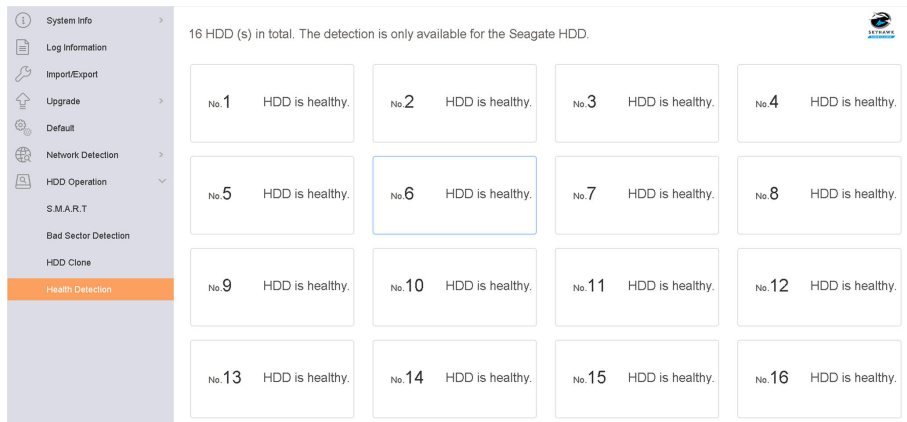 System Info
Log Information
Import/Export
Upgrade
Default
Network Detection
HDD Operation
S.M.A.R.T
Bad Sector Detection
HDD Clone
Health Detection
16 HDD (s) in total. The detection is only available for the Seagate HDD.
SKYHAWK
No.1 HDD is healthy.
No.2 HDD is healthy.
No.3 HDD is healthy.
No.4 HDD is healthy.
No.5 HDD is healthy.
No.6 HDD is healthy.
No.7 HDD is healthy.
No.8 HDD is healthy.
No.9 HDD is healthy.
No.10 HDD is healthy.
No.11 HDD is healthy.
No.12 HDD is healthy.
No.13 HDD is healthy.
No.14 HDD is healthy.
No.15 HDD is healthy.
No.16 HDD is healthy.